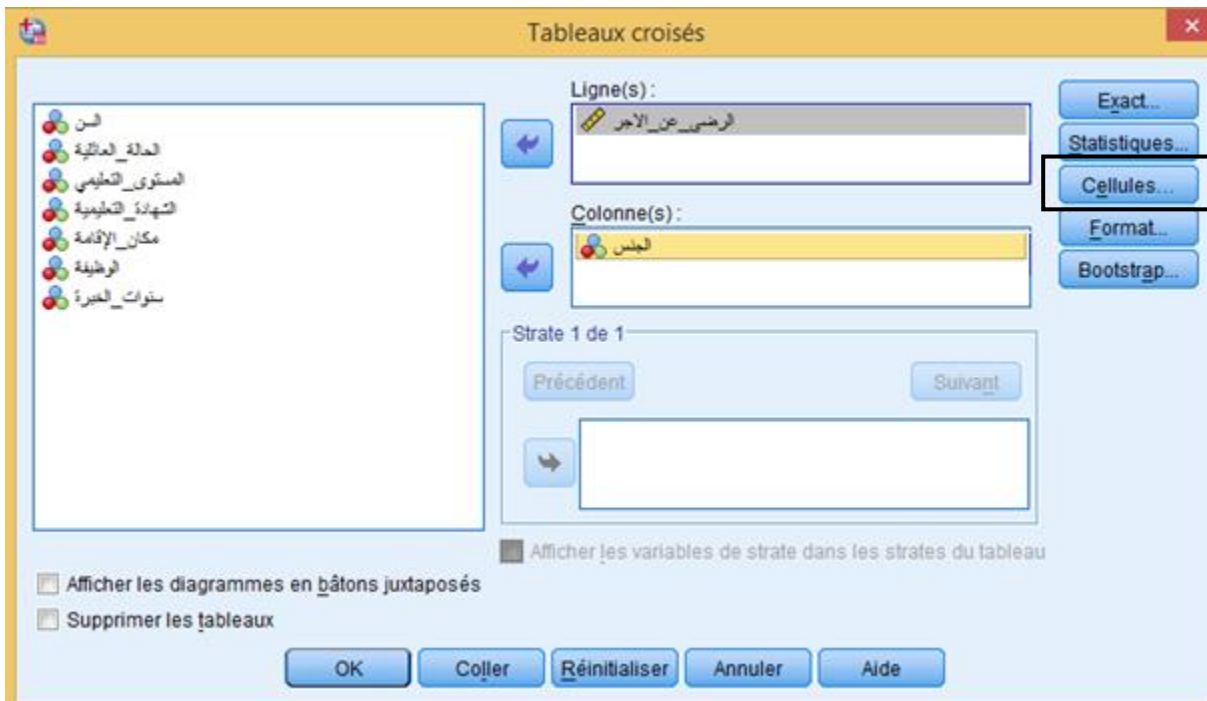 Tableaux croisés
السن
الحالة_العائلية
المستوى_التعليمي
الشهادة_التعليمية
مكان_الإقامة
الوظيفة
سنوات_الخبرة
Ligne(s) :
الرضى_عن_الاجر
Colonne(s) :
الجنس
Strate 1 de 1
Précédent
Suivant
Afficher les variables de strate dans les strates du tableau
Exact...
Statistiques...
Cellules...
Format...
Bootstrap...
Afficher les diagrammes en bâtons juxtaposés
Supprimer les tableaux
OK
Coller
Réinitialiser
Annuler
Aide